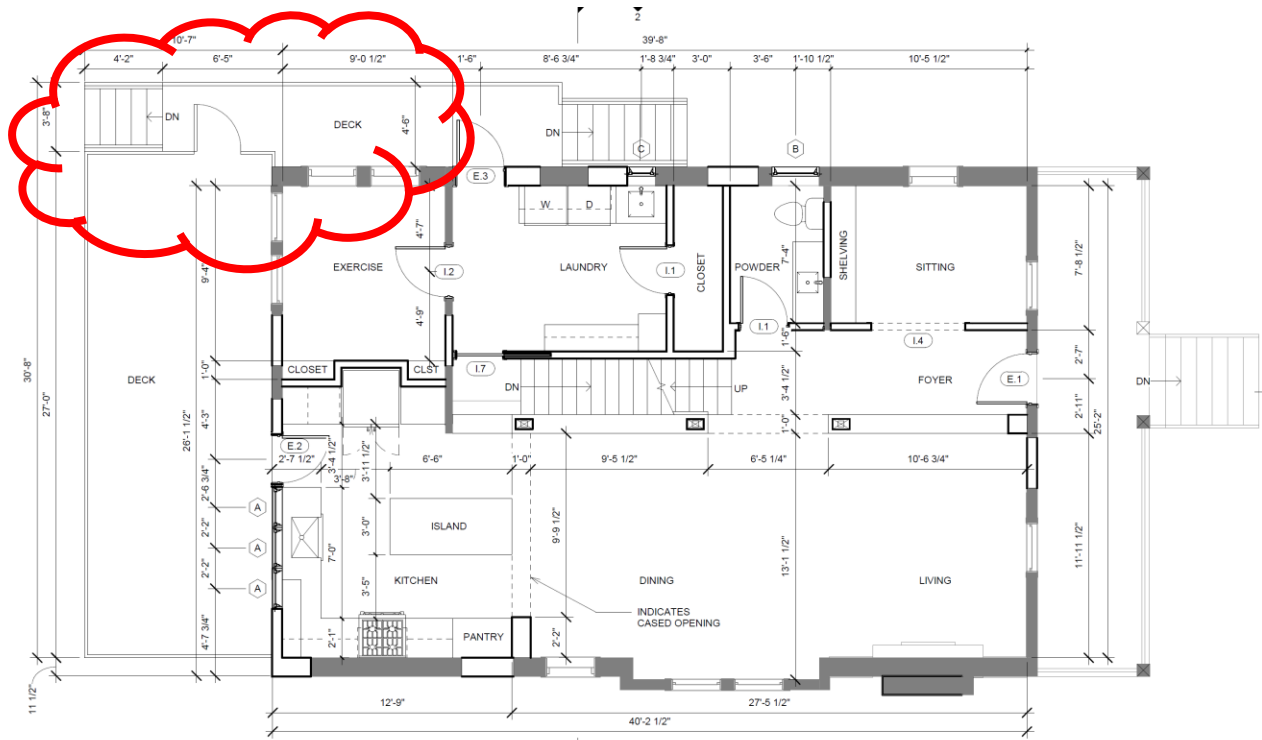 2
10'-7"
39'-8"
4'-2"
6'-5"
9'-0 1/2"
1'-6"
8'-6 3/4"
1'-8 3/4"
3'-0"
3'-6"
1'-10 1/2"
10'-5 1/2"
3'-8"
DN
DECK
4'-6"
DN
C
B
E.3
W
D
4'-7"
9'-4"
EXERCISE
I.2
LAUNDRY
I.1
CLOSET
POWDER
7'-4"
SHELVING
SITTING
7'-8 1/2"
4'-9"
I.1
1'-6"
I.4
30'-8"
27'-0"
DECK
26'-1 1/2"
1'-0"
CLOSET
CLST
I.7
DN
UP
3'-4 1/2"
FOYER
E.1
2'-7"
DN
2'-11"
25'-2"
4'-3"
E.2
1'-0"
2'-7 1/2"
3'-4 1/2"
3'-8"
3'-11 1/2"
6'-6"
1'-0"
9'-5 1/2"
6'-5 1/4"
10'-6 3/4"
2'-6 3/4"
A
2'-2"
A
2'-2"
A
7'-0"
3'-0"
ISLAND
9'-9 1/2"
13'-1 1/2"
11'-11 1/2"
3'-5"
KITCHEN
DINING
LIVING
INDICATES
CASED OPENING
4'-7 3/4"
2'-1"
PANTRY
2'-2"
11 1/2"
12'-9"
27'-5 1/2"
40'-2 1/2"